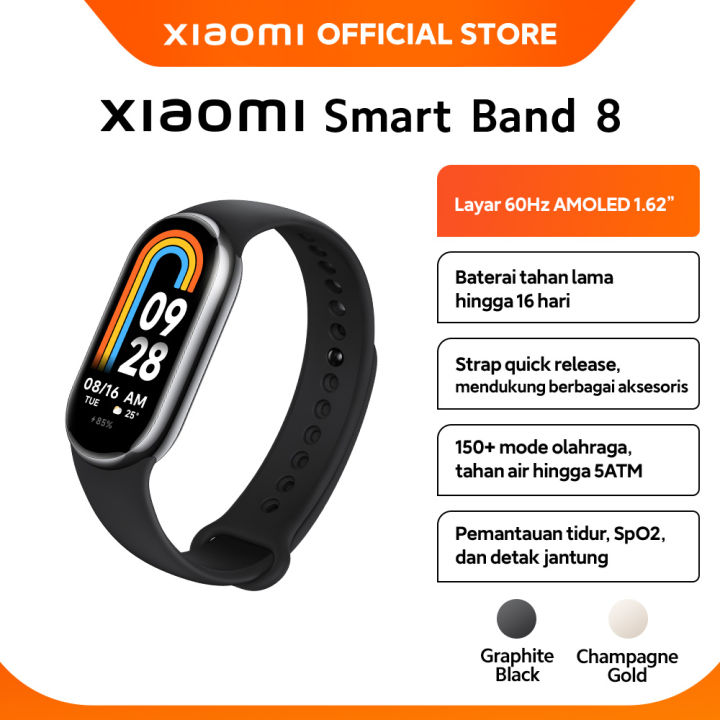 xiaomi OFFICIAL STORE
xiaomi Smart Band 8
Layar 60Hz AMOLED 1.62”
Baterai tahan lama
hingga 16 hari
Strap quick release,
mendukung berbagai aksesoris
150+ mode olahraga,
tahan air hingga 5ATM
Pemantauan tidur, SpO2,
dan detak jantung
09
28
08/16 AM
TUE 25°
85%
Graphite
Black
Champagne
Gold